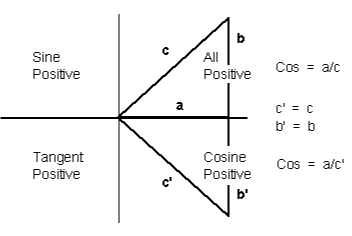 Sine
Positive
c
b
All
Positive
Cos = a/c
a
c' = c
b' = b
Tangent
Positive
Cosine
Positive
Cos = a/c'
c'
b'